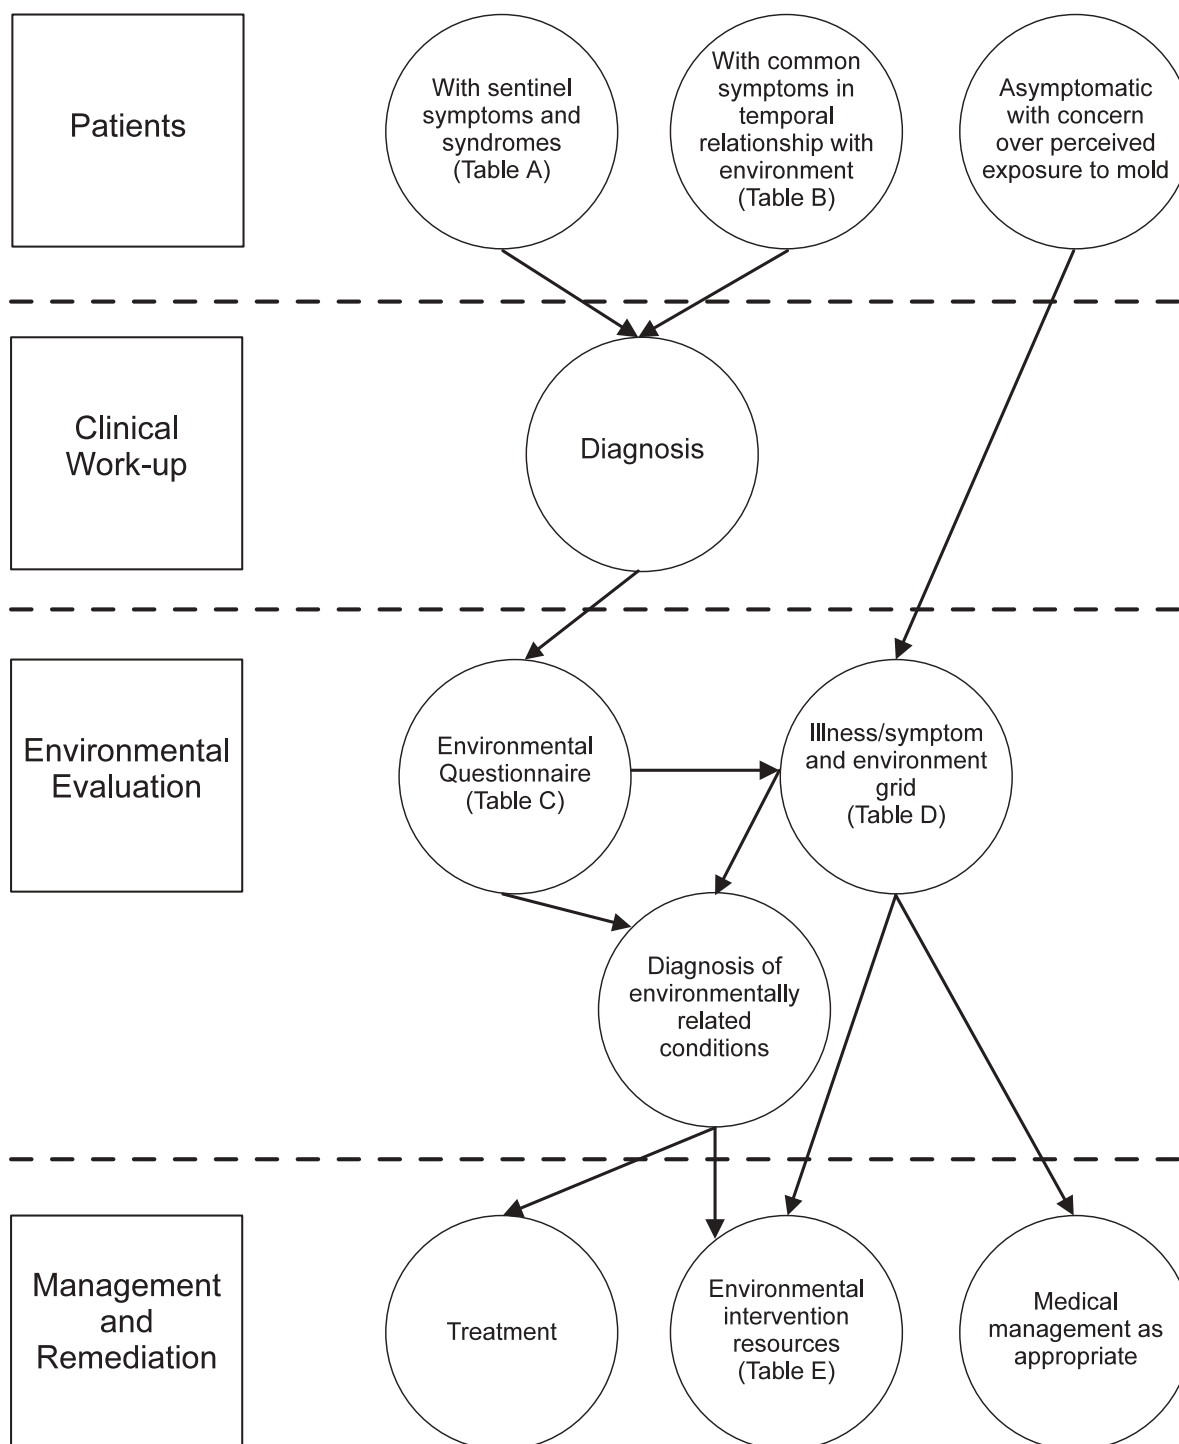 Patients
With sentinel
symptoms and
syndromes
(Table A)
With common
symptoms in
temporal
relationship with
environment
(Table B)
Asymptomatic
with concern
over perceived
exposure to mold
Clinical
Work-up
Diagnosis
Environmental
Evaluation
Environmental
Questionnaire
(Table C)
Illness/symptom
and environment
grid
(Table D)
Diagnosis of
environmentally
related
conditions
Management
and
Remediation
Treatment
Environmental
intervention
resources
(Table E)
Medical
management as
appropriate